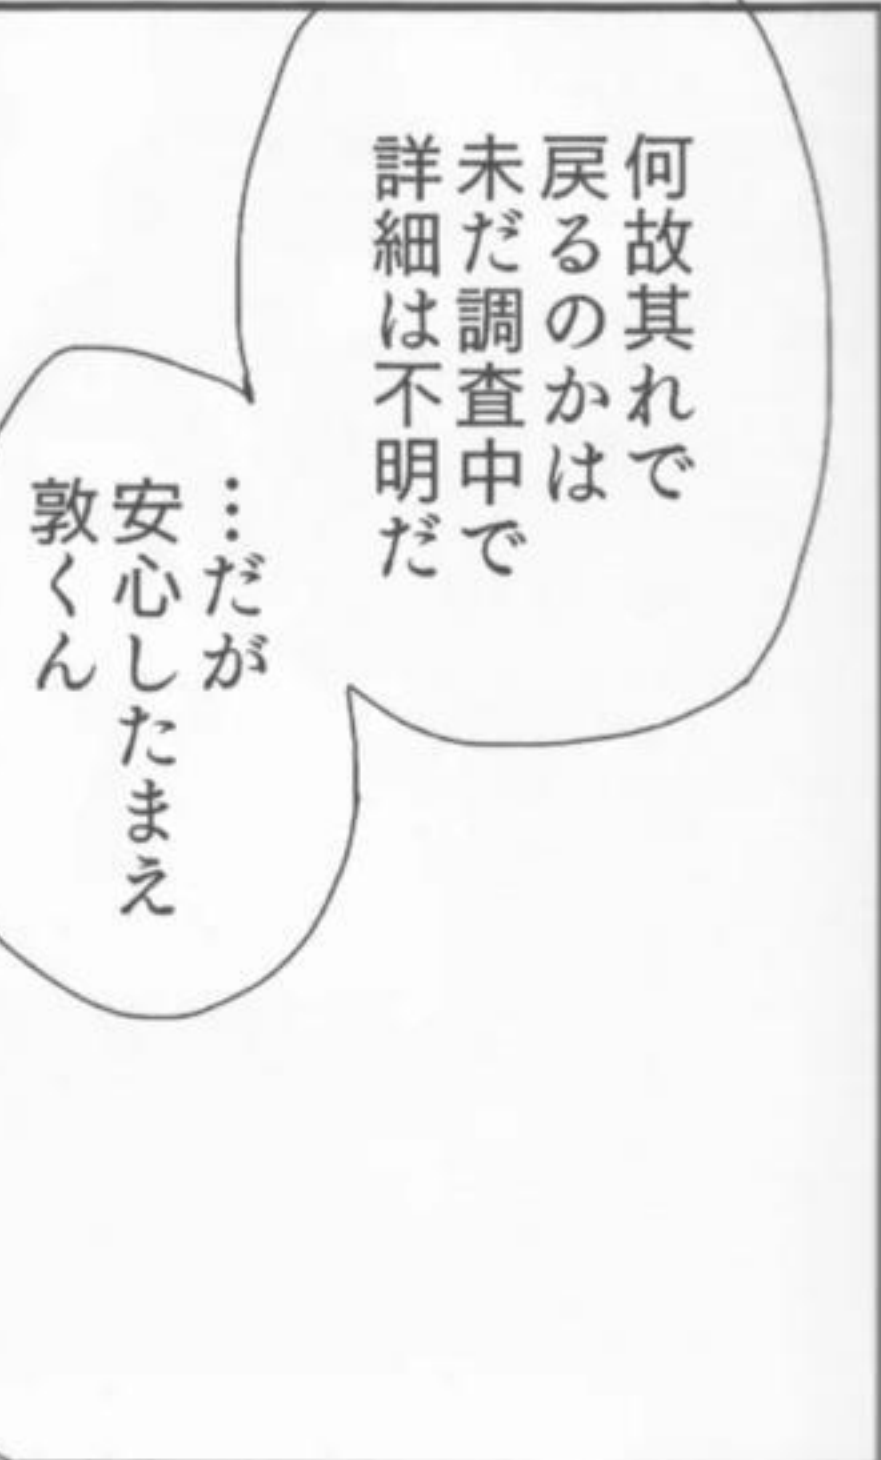 何故其れで
戻るのかは
未だ調査中で
詳細は不明だ
…だが
安心したまえ
敦くん